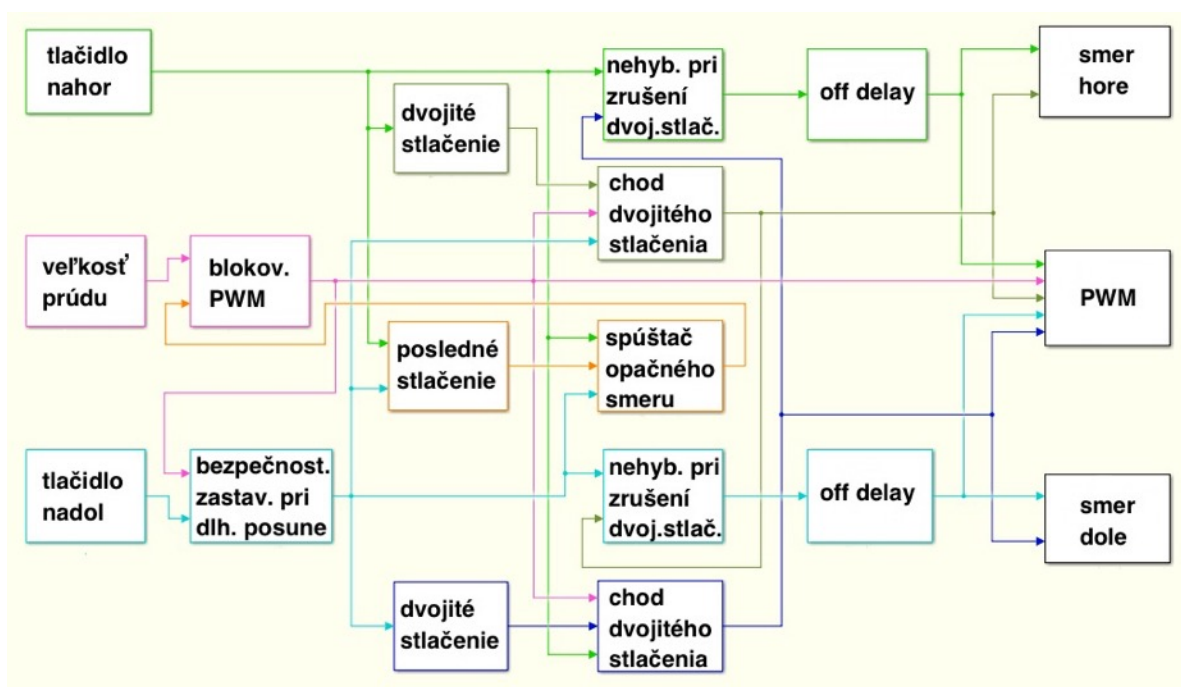 tlačidlo
nahor
dvojité
stlačenie
nehyb. pri
zrušení
dvoj.stlač.
off delay
smer
hore
chod
dvojitého
stlačenia
veľkosť
prúdu
blokov.
PWM
PWM
posledné
stlačenie
spúštač
opačného
smeru
tlačidlo
nadol
bezpečnost.
zastav. pri
dlh. posune
nehyb. pri
zrušení
dvoj.stlač.
off delay
smer
dole
dvojité
stlačenie
chod
dvojitého
stlačenia